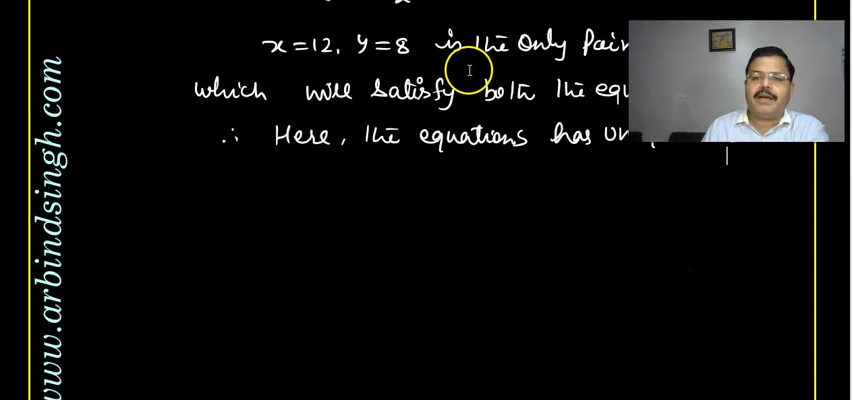 x = 12, y = 8 is the only pair
which will satisfy both the equ
∴ Here, the equations has un
www.arbindsingh.com